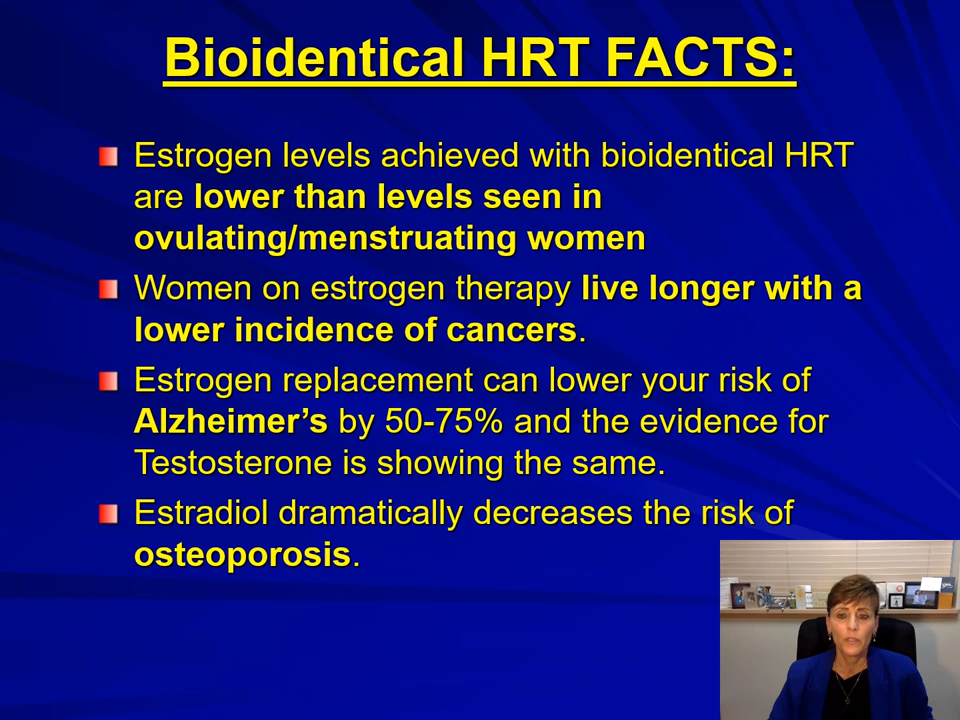 Bioidentical HRT FACTS:
Estrogen levels achieved with bioidentical HRT
are lower than levels seen in
ovulating/menstruating women
Women on estrogen therapy live longer with a
lower incidence of cancers.
Estrogen replacement can lower your risk of
Alzheimer’s by 50-75% and the evidence for
Testosterone is showing the same.
Estradiol dramatically decreases the risk of
osteoporosis.